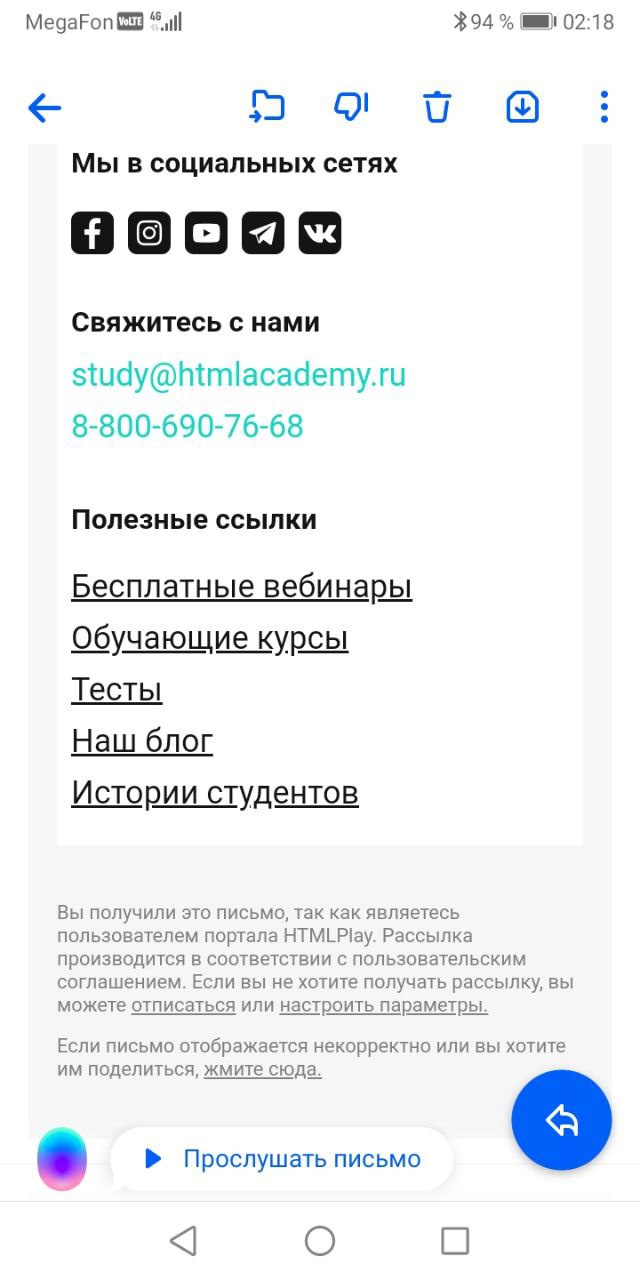 MegaFon VoLTE 4G 94 % 02:18
Мы в социальных сетях
Свяжитесь с нами
study@htmlacademy.ru
8-800-690-76-68
Полезные ссылки
Бесплатные вебинары
Обучающие курсы
Тесты
Наш блог
Истории студентов
Вы получили это письмо, так как являетесь
пользователем портала HTMLPlay. Рассылка
производится в соответствии с пользовательским
соглашением. Если вы не хотите получать рассылку, вы
можете отписаться или настроить параметры.
Если письмо отображается некорректно или вы хотите
им поделиться, жмите сюда.
Прослушать письмо